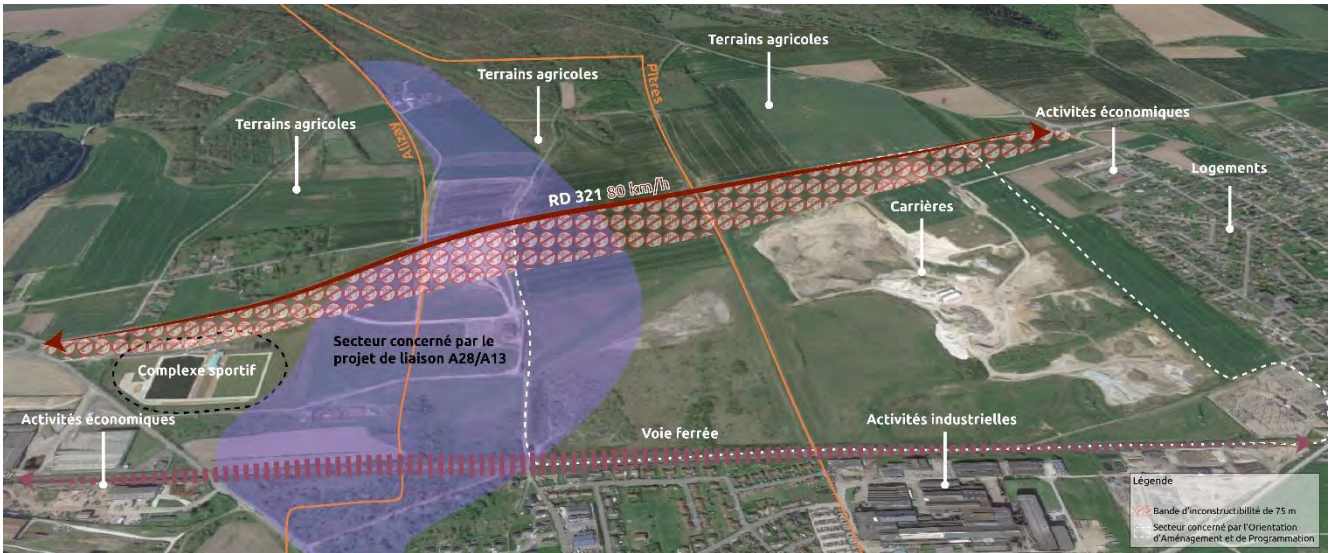 Terrains agricoles
Terrains agricoles
Terrains agricoles
Activités économiques
Logements
Alizay
Pîtres
RD 321 80 km/h
Carrières
Secteur concerné par le
projet de liaison A28/A13
Complexe sportif
Activités économiques
Voie ferrée
Activités industrielles
Légende
Bande d'inconstructibilité de 75 m
Secteur concerné par l'Orientation
d'Aménagement et de Programmation